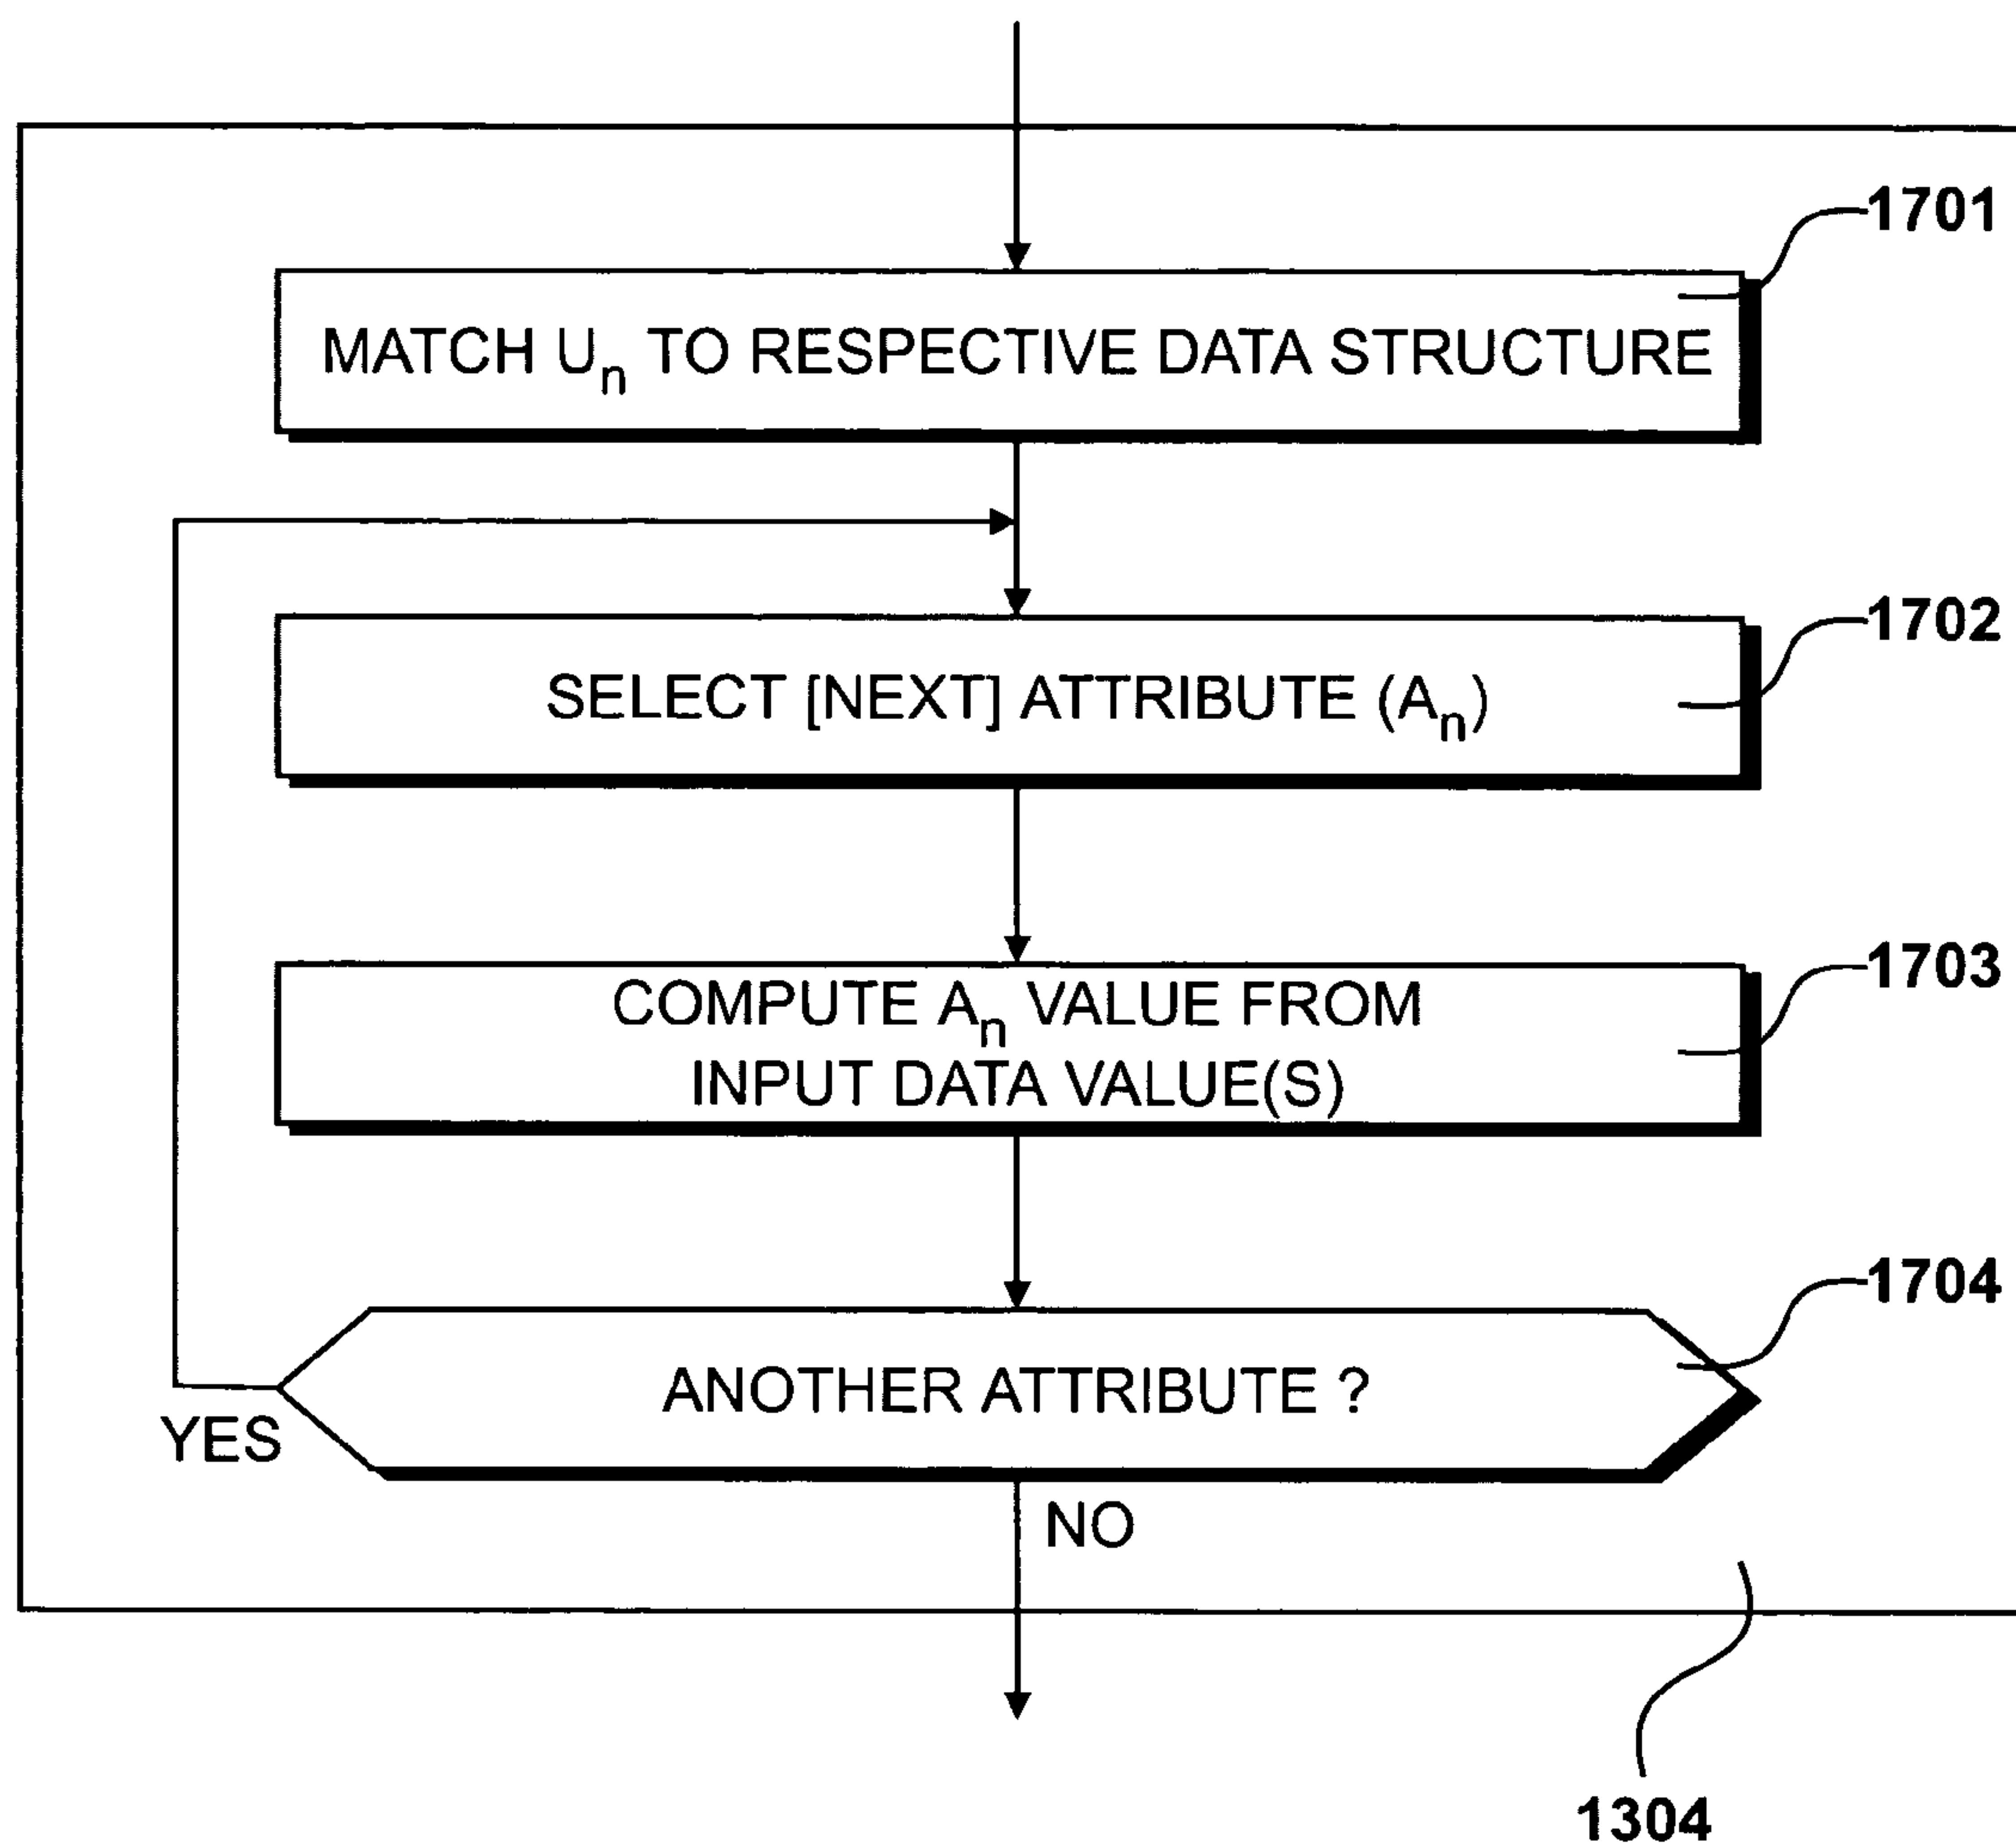 1701
MATCH Un TO RESPECTIVE DATA STRUCTURE
1702
SELECT [NEXT] ATTRIBUTE (An)
1703
COMPUTE An VALUE FROM
INPUT DATA VALUE(S)
1704
ANOTHER ATTRIBUTE ?
YES
NO
1304